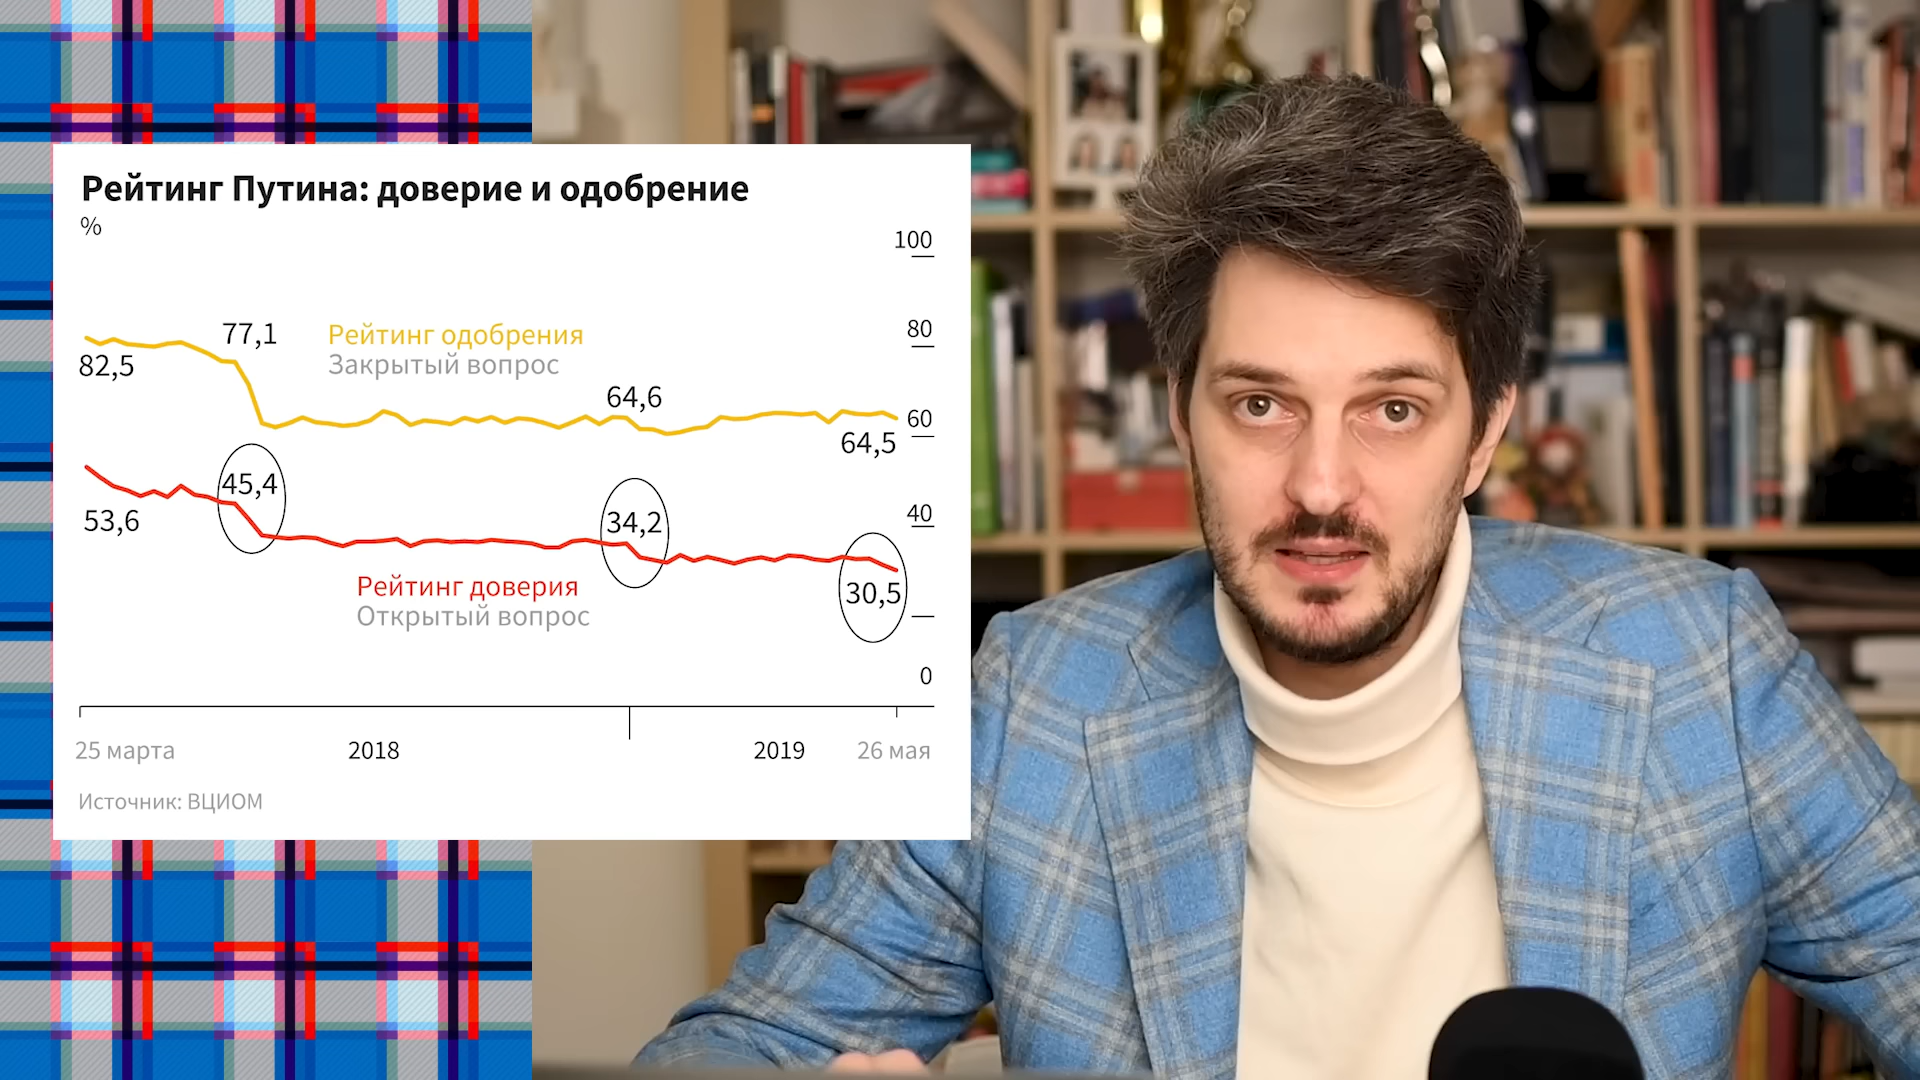 Рейтинг Путина: доверие и одобрение
%
100
80
60
40
0
82,5
77,1
Рейтинг одобрения
Закрытый вопрос
64,6
64,5
53,6
45,4
34,2
30,5
Рейтинг доверия
Открытый вопрос
25 марта
2018
2019
26 мая
Источник: ВЦИОМ